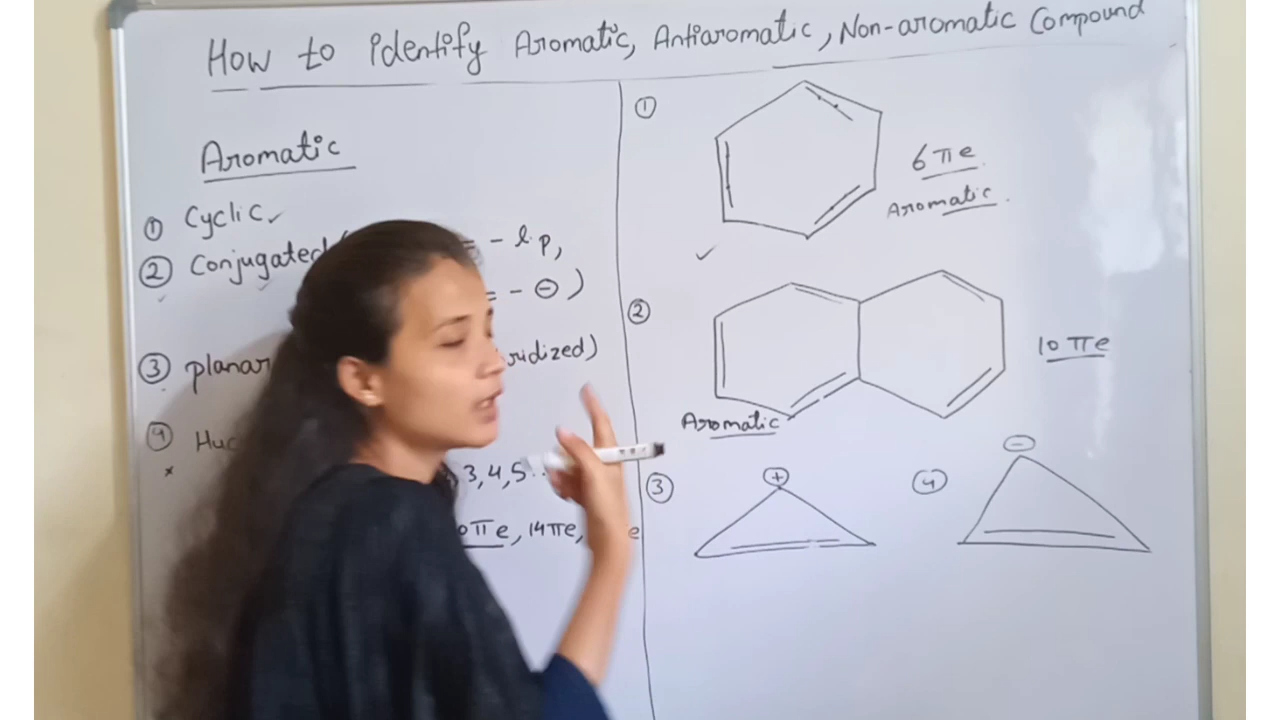 How to identify Aromatic, Antiaromatic, Non-aromatic Compound
Aromatic
① Cyclic ✓
② Conjugated
= - l.p,
= - ⊖ )
③ planar
ridized)
④ Huc
*
3,4,5..
0πe, 14πe,
e
①
6πe
Aromatic.
✓
②
10πe
Aromatic
③
+
④
-